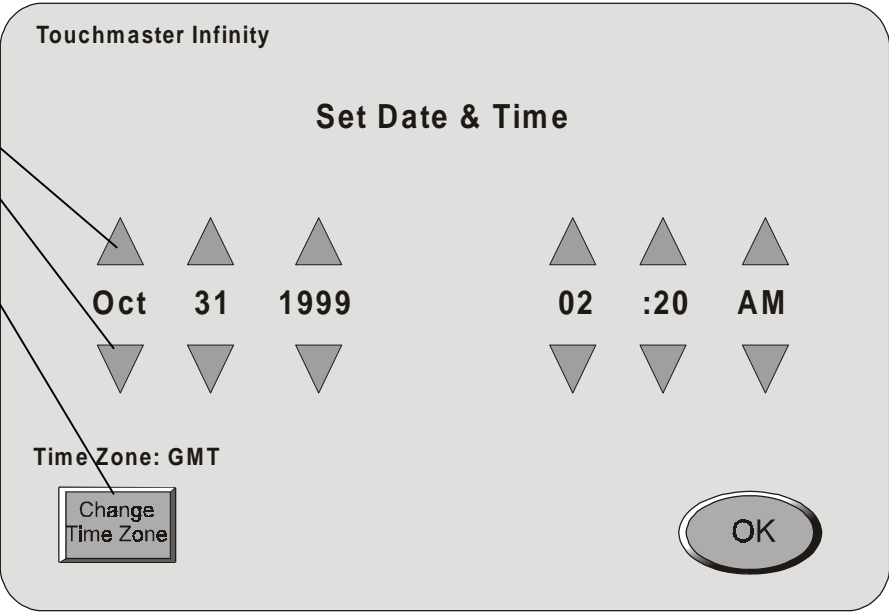 Touchmaster Infinity
Set Date & Time
Oct 31 1999 02 :20 AM
Time Zone: GMT
Change
Time Zone
OK